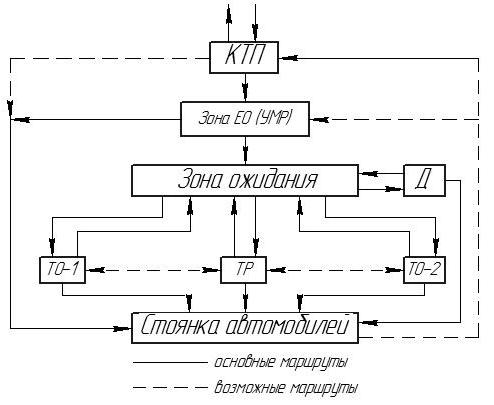 КТП
Зона ЕО (УМР)
Зона ожидания
Д
ТО-1
ТР
ТО-2
Стоянка автомобилей
основные маршруты
возможные маршруты